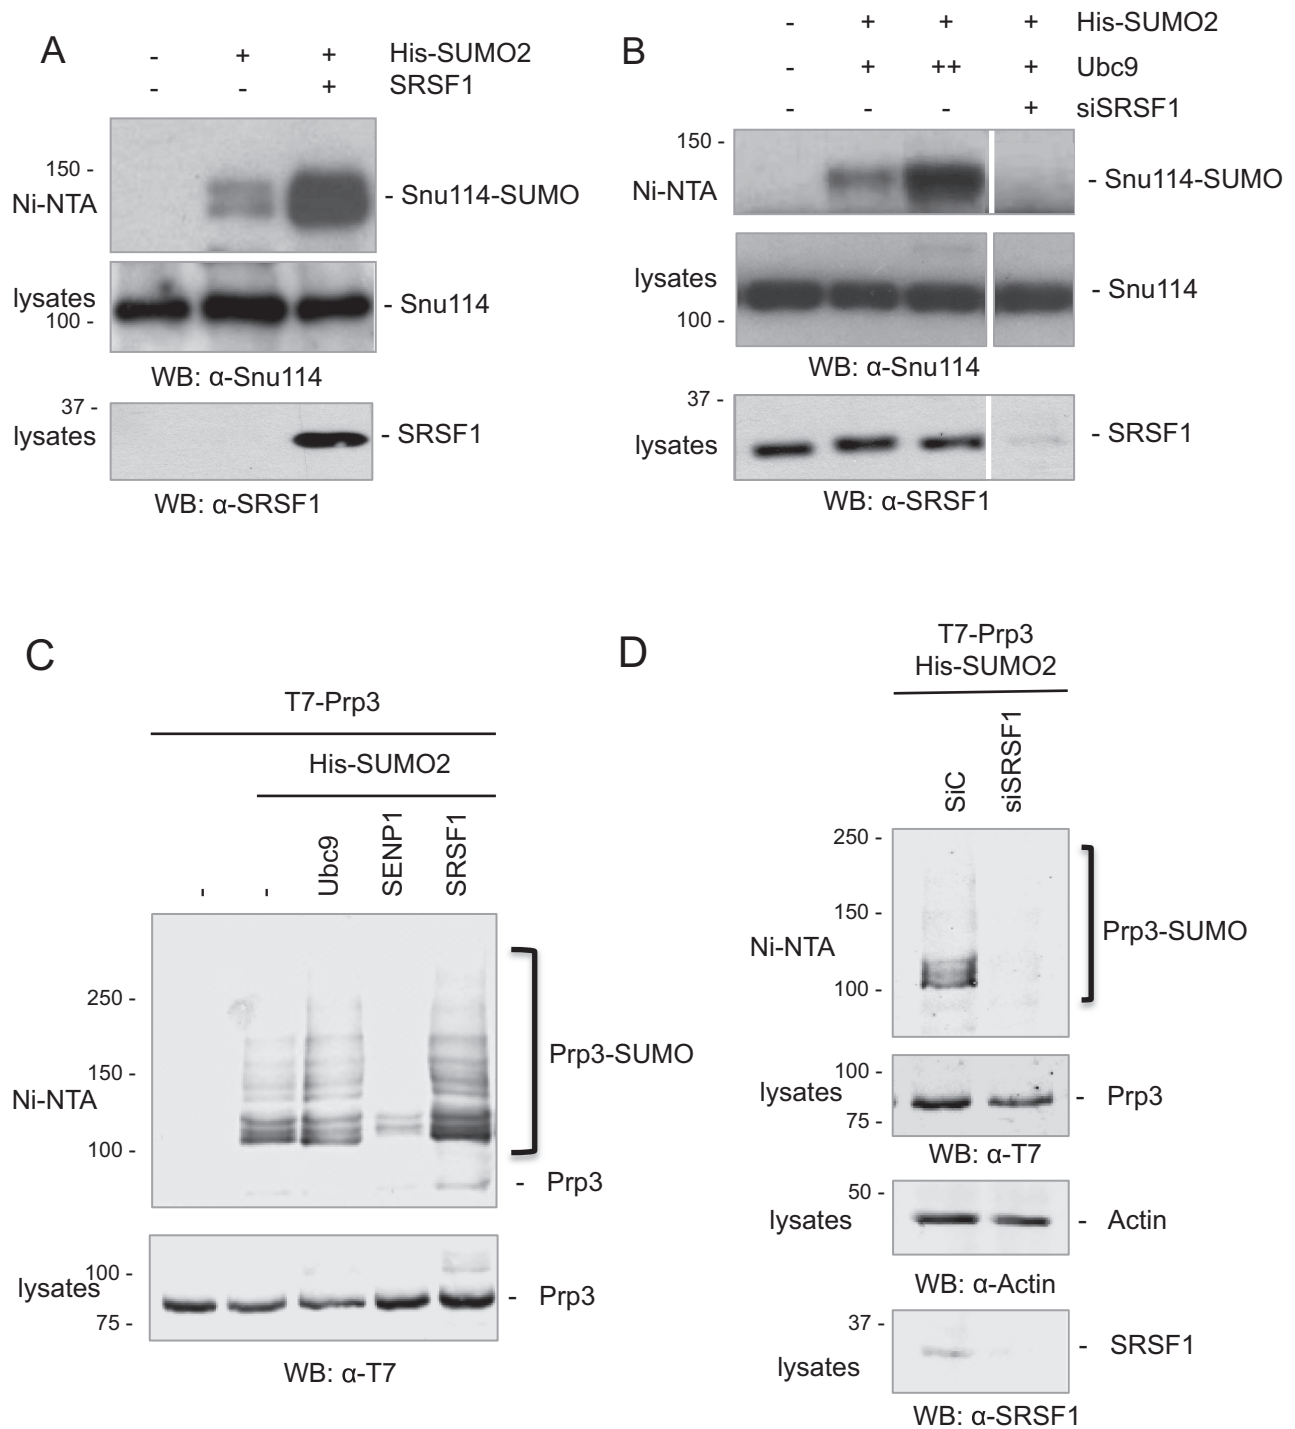 A
- + + His-SUMO2
- - + SRSF1
150 -
Ni-NTA
- Snu114-SUMO
lysates
100 -
- Snu114
WB: α-Snu114
37 -
lysates
- SRSF1
WB: α-SRSF1
B
- + + + His-SUMO2
- + ++ + Ubc9
- - - + siSRSF1
150 -
Ni-NTA
- Snu114-SUMO
lysates
100 -
- Snu114
WB: α-Snu114
37 -
lysates
- SRSF1
WB: α-SRSF1
C
T7-Prp3
His-SUMO2
- - Ubc9 SENP1 SRSF1
250 -
150 -
Ni-NTA
100 -
Prp3-SUMO
- Prp3
lysates
100 -
75 -
- Prp3
WB: α-T7
D
T7-Prp3
His-SUMO2
SiC siSRSF1
250 -
150 -
Ni-NTA
100 -
Prp3-SUMO
100 -
lysates
75 -
- Prp3
WB: α-T7
50 -
lysates
- Actin
WB: α-Actin
37 -
lysates
- SRSF1
WB: α-SRSF1